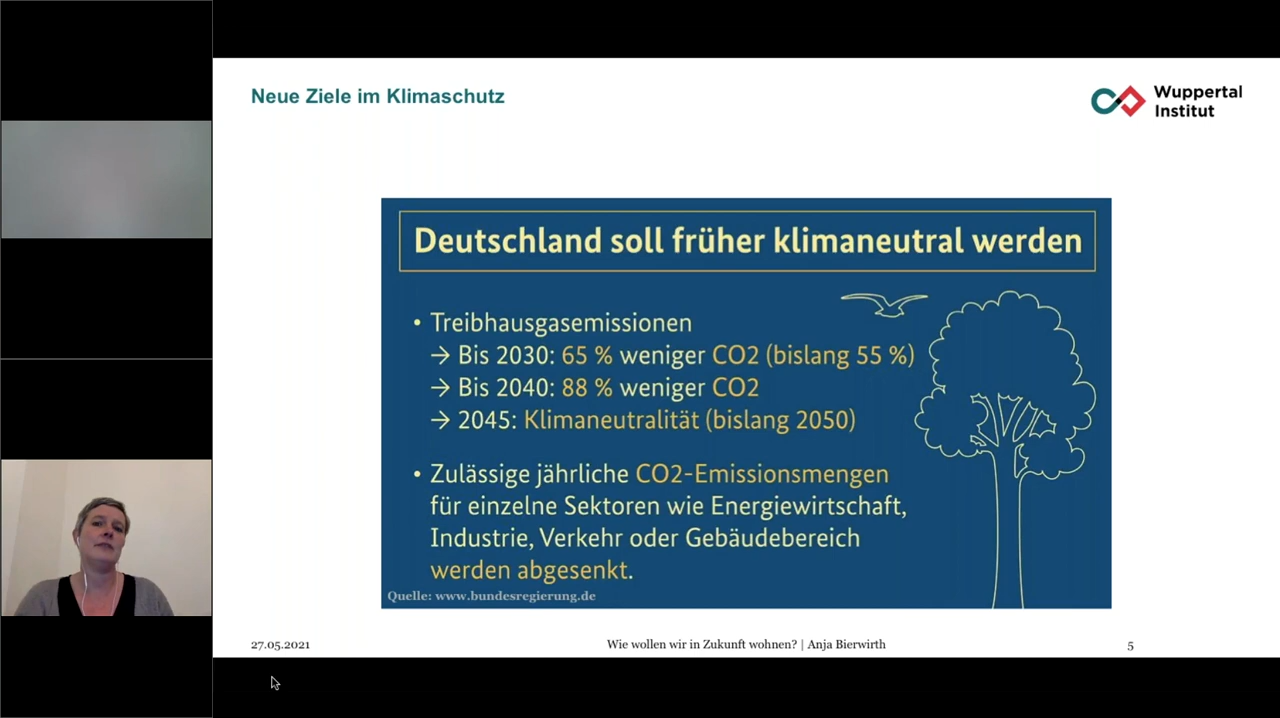 Neue Ziele im Klimaschutz
Wuppertal
Institut
Deutschland soll früher klimaneutral werden
• Treibhausgasemissionen
→ Bis 2030: 65 % weniger CO2 (bislang 55 %)
→ Bis 2040: 88 % weniger CO2
→ 2045: Klimaneutralität (bislang 2050)
• Zulässige jährliche CO2-Emissionsmengen
für einzelne Sektoren wie Energiewirtschaft,
Industrie, Verkehr oder Gebäudebereich
werden abgesenkt.
Quelle: www.bundesregierung.de
27.05.2021 Wie wollen wir in Zukunft wohnen? | Anja Bierwirth 5